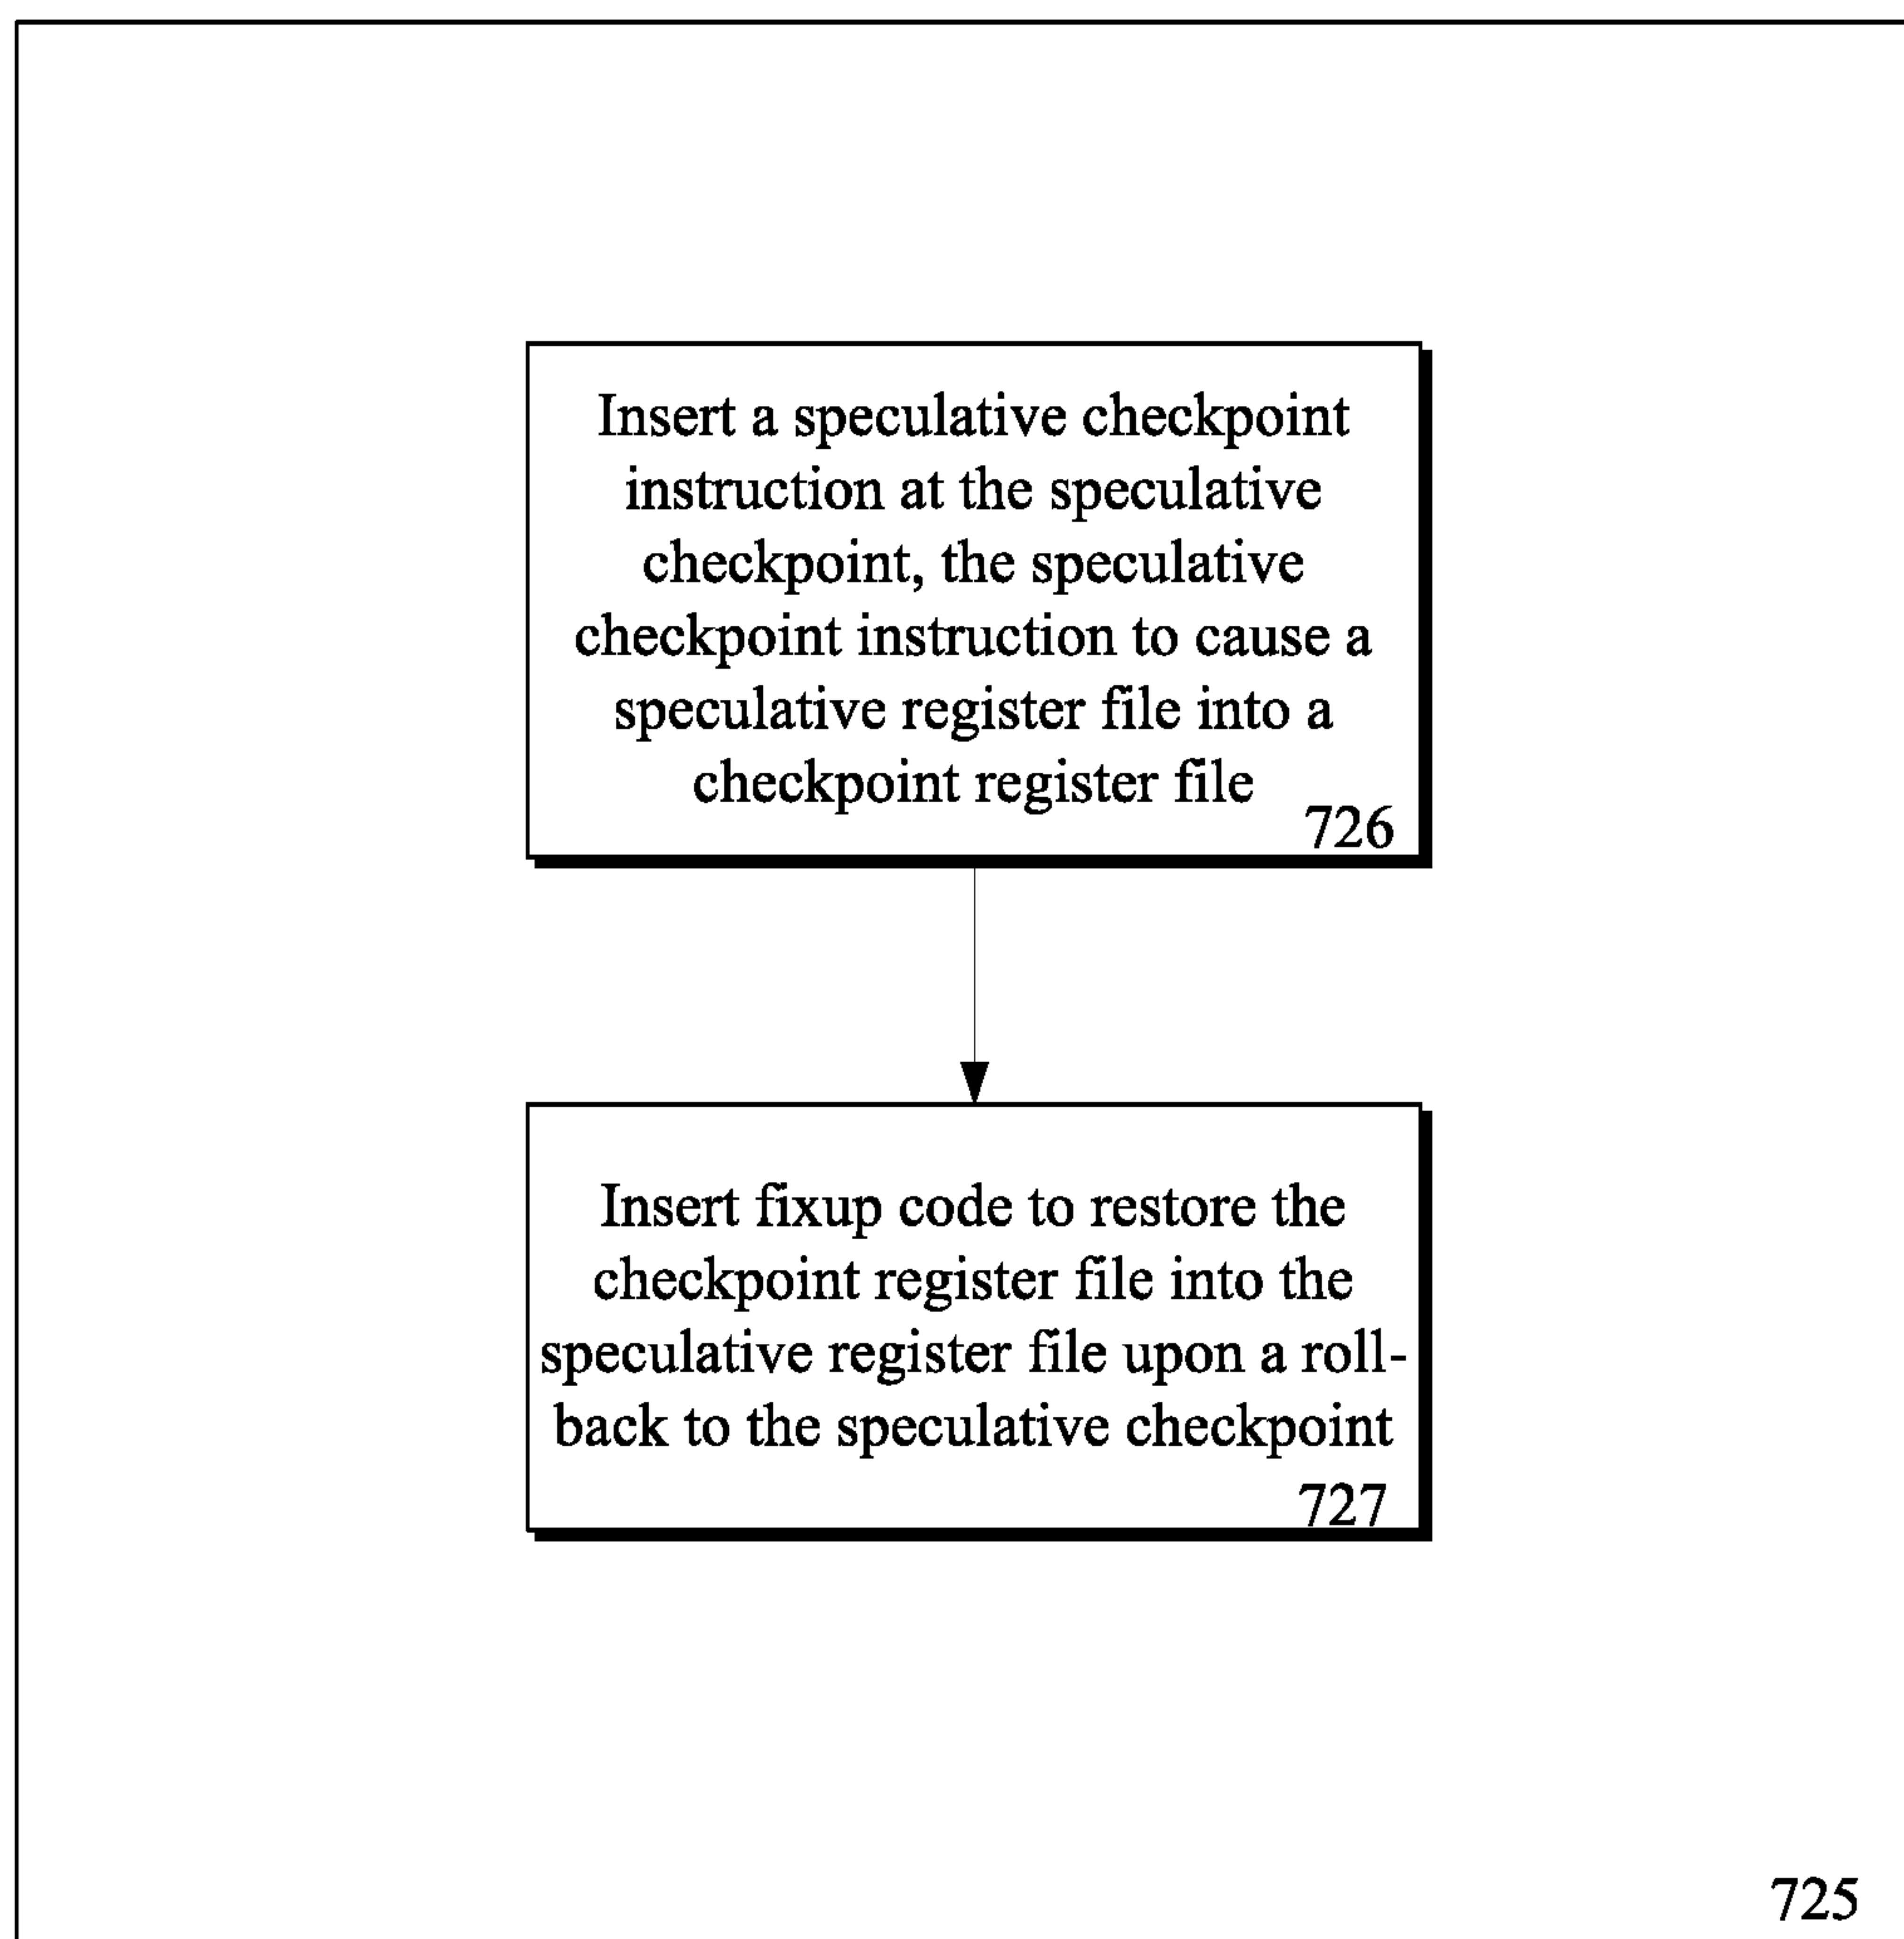 Insert a speculative checkpoint
instruction at the speculative
checkpoint, the speculative
checkpoint instruction to cause a
speculative register file into a
checkpoint register file
726
Insert fixup code to restore the
checkpoint register file into the
speculative register file upon a roll-
back to the speculative checkpoint
727
725